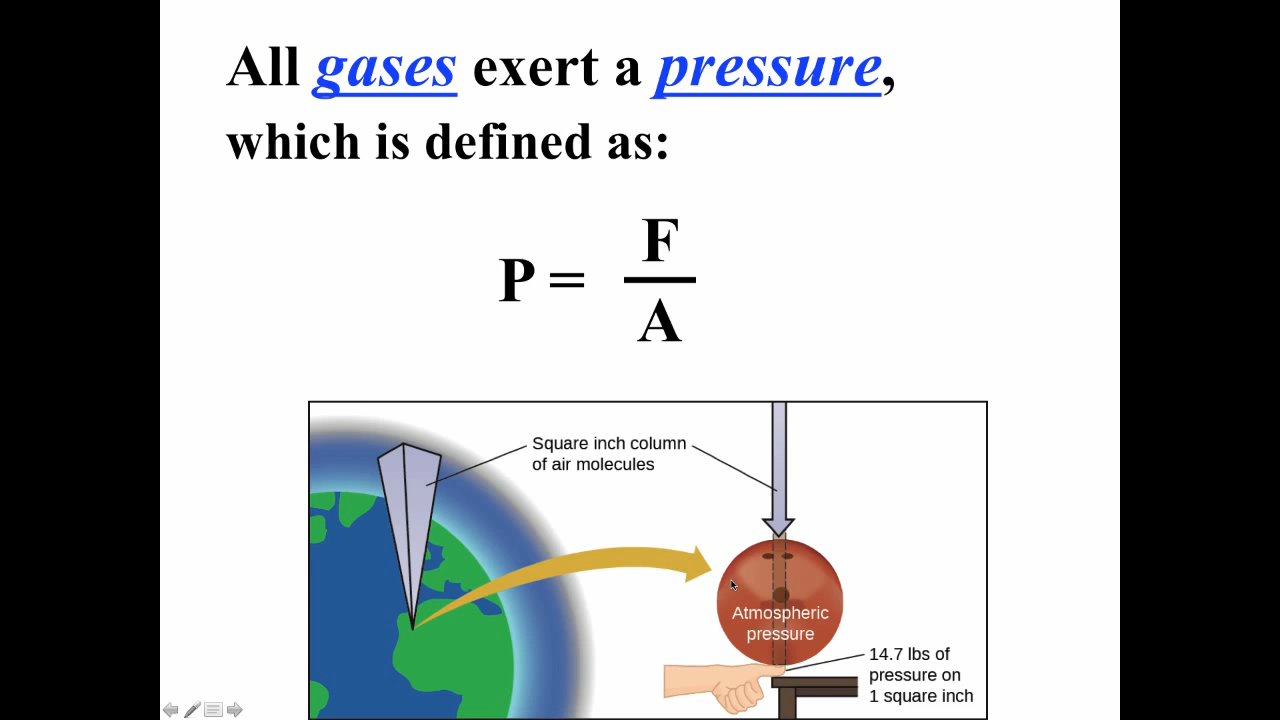 All gases exert a pressure,
which is defined as:
P = F
A
Square inch column
of air molecules
Atmospheric
pressure
14.7 lbs of
pressure on
1 square inch